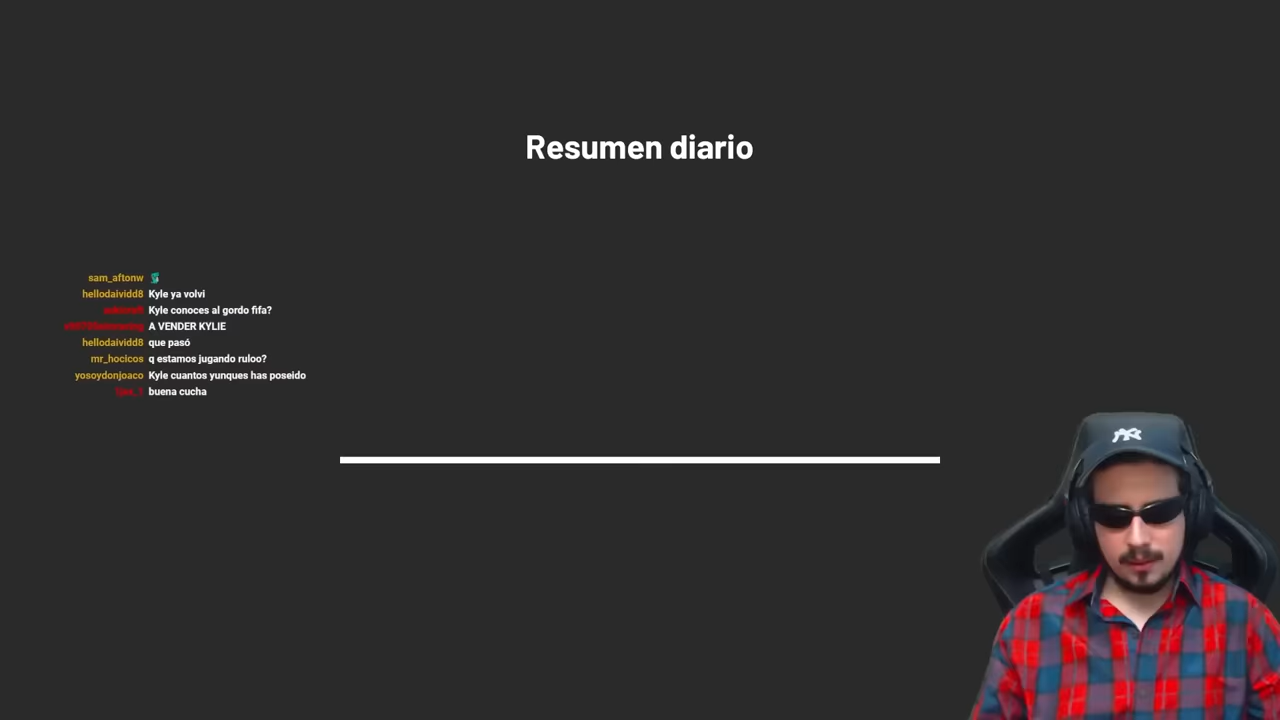 Resumen diario
sam_aftonw
hellodaividd8 Kyle ya volvi
Kyle conoces al gordo fifa?
A VENDER KYLIE
hellodaividd8 que pasó
mr_hocicos q estamos jugando ruloo?
yosoydonjoaco Kyle cuantos yunques has poseido
buena cucha